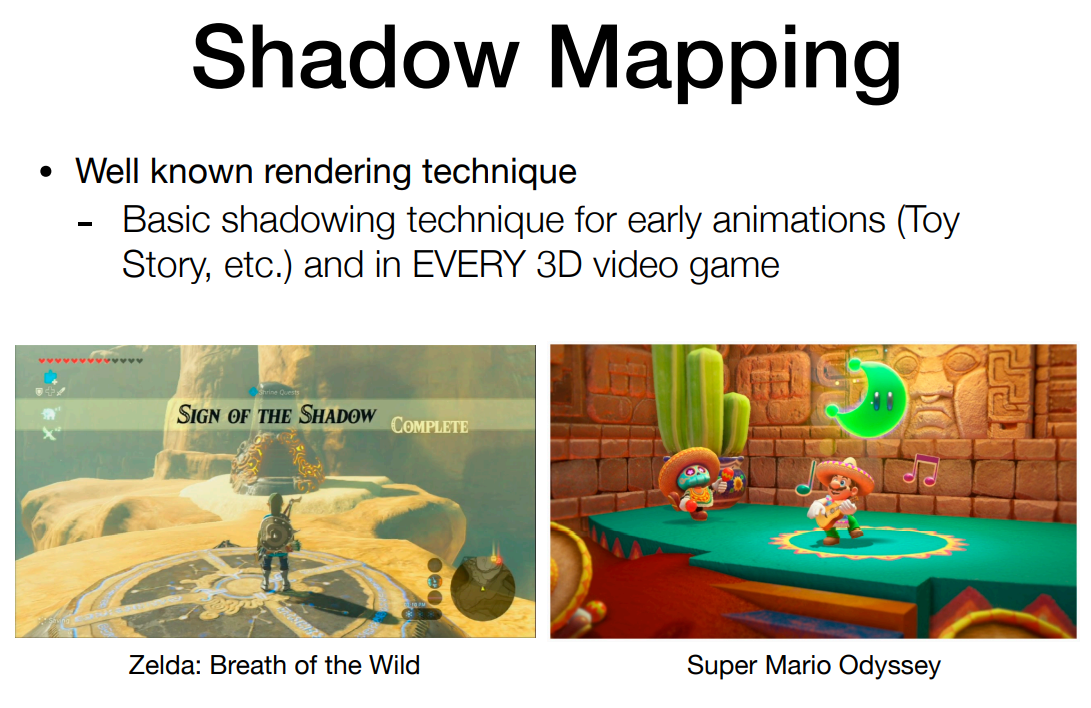 Shadow Mapping
• Well known rendering technique
- Basic shadowing technique for early animations (Toy
Story, etc.) and in EVERY 3D video game
Shrine Quests
SIGN OF THE SHADOW
COMPLETE
Zelda: Breath of the Wild
Super Mario Odyssey